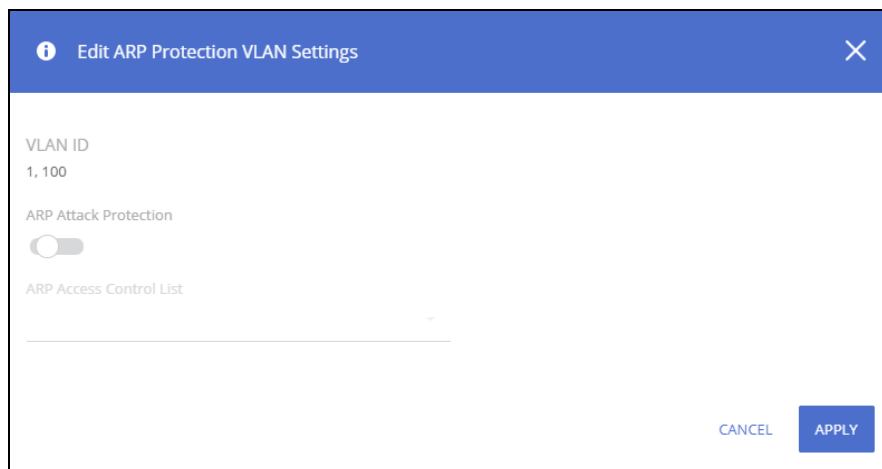 Edit ARP Protection VLAN Settings
VLAN ID
1, 100
ARP Attack Protection
ARP Access Control List
CANCEL
APPLY